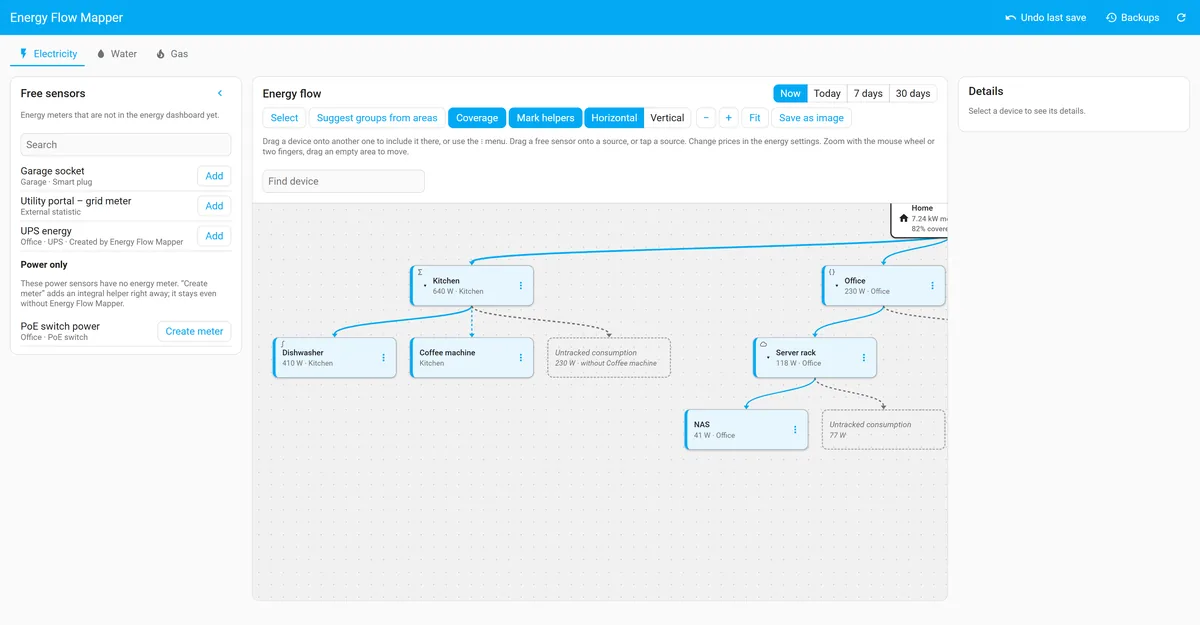 Energy Flow Mapper
Undo last save
Backups
Electricity
Water
Gas
Free sensors
Energy meters that are not in the energy dashboard yet.
Search
Garage socket
Garage · Smart plug
Add
Utility portal – grid meter
External statistic
Add
UPS energy
Office · UPS · Created by Energy Flow Mapper
Add
Power only
These power sensors have no energy meter. "Create
meter" adds an integral helper right away; it stays even
without Energy Flow Mapper.
PoE switch power
Office · PoE switch
Create meter
Energy flow
Now
Today
7 days
30 days
Select
Suggest groups from areas
Coverage
Mark helpers
Horizontal
Vertical
−
+
Fit
Save as image
Drag a device onto another one to include it there, or use the ⋮ menu. Drag a free sensor onto a source, or tap a source. Change prices in the energy settings. Zoom with the mouse wheel or
two fingers, drag an empty area to move.
Find device
Home
7.24 kW
82%
Σ
Kitchen
640 W · Kitchen
{}
Office
230 W · Office
∫
Dishwasher
410 W · Kitchen
Coffee machine
Kitchen
Untracked consumption
230 W · without Coffee machine
Server rack
118 W · Office
NAS
41 W · Office
Untracked consumption
77 W
Details
Select a device to see its details.